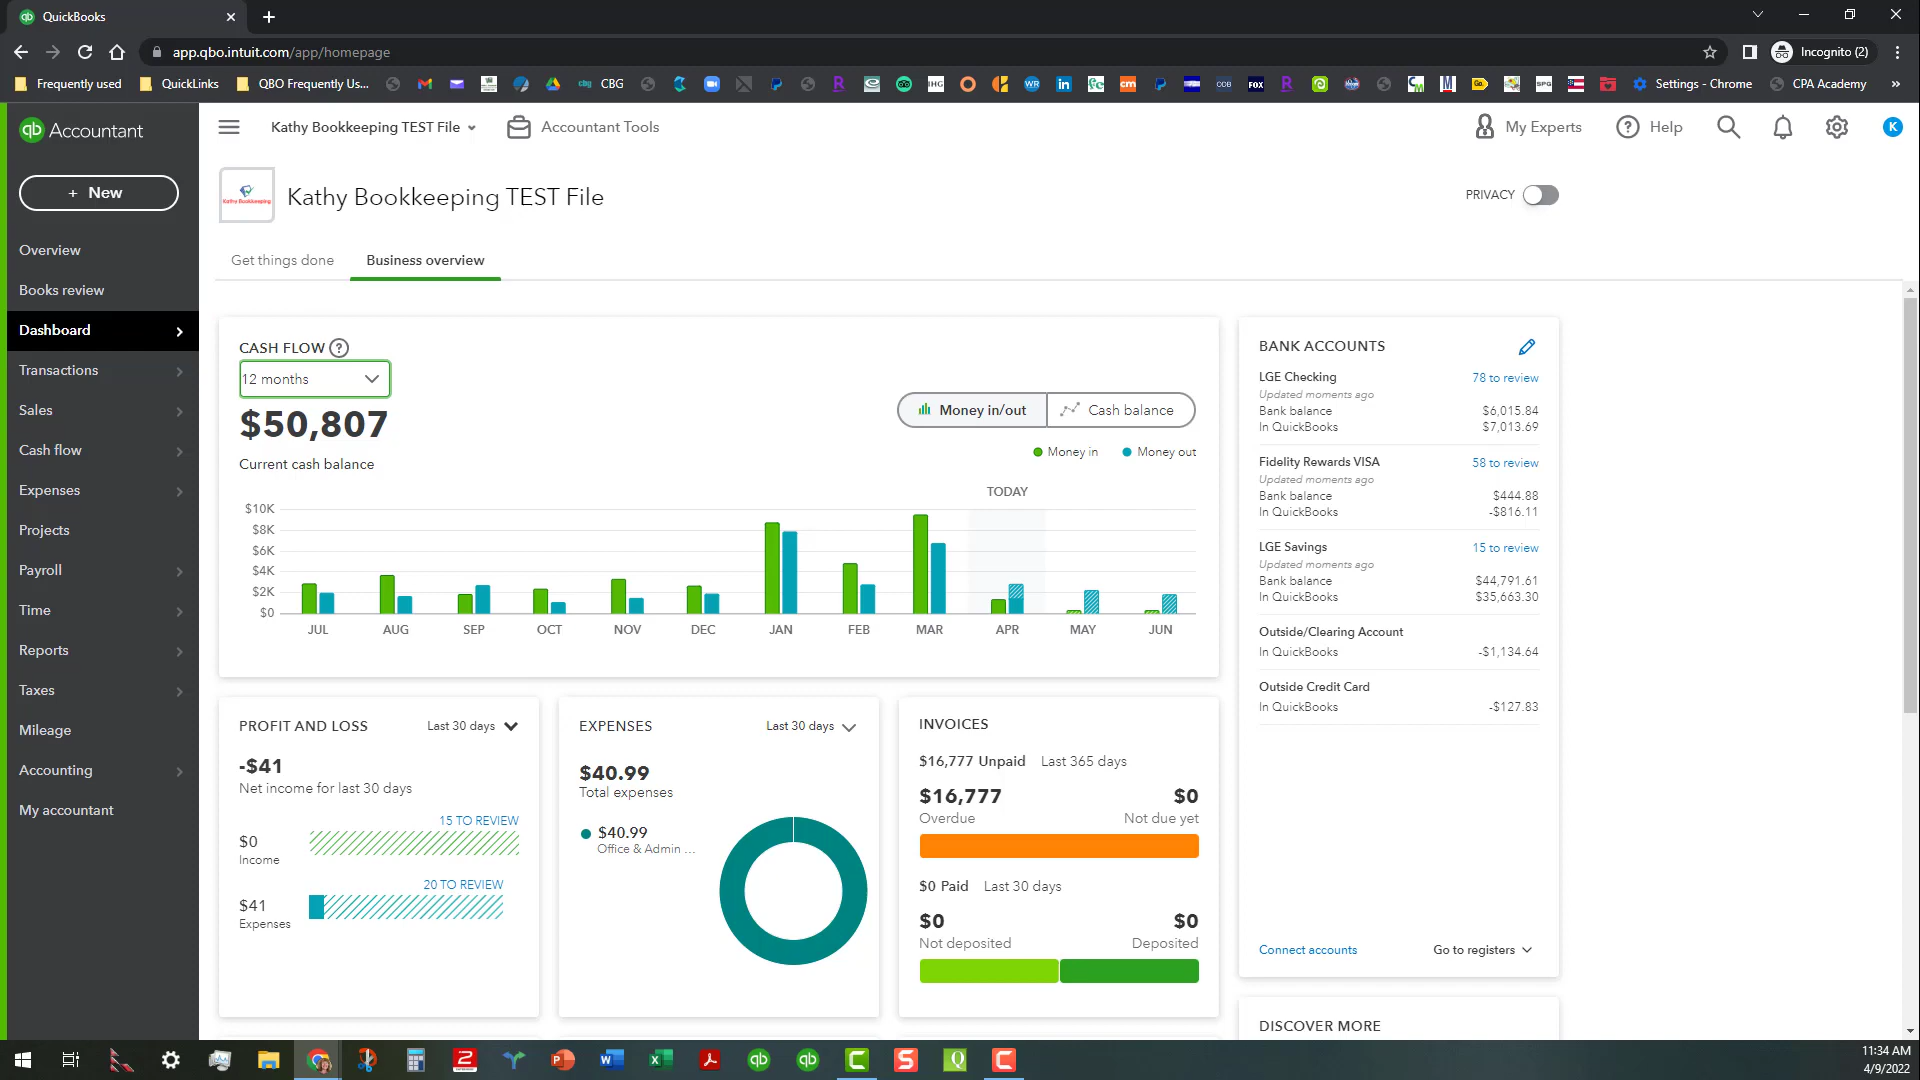 QuickBooks
app.qbo.intuit.com/app/homepage
Incognito (2)
Frequently used
QuickLinks
QBO Frequently Us...
CBG
Settings - Chrome
CPA Academy
»
qb Accountant
Kathy Bookkeeping TEST File
Accountant Tools
My Experts
Help
K
+ New
Overview
Books review
Dashboard
Transactions
Sales
Cash flow
Expenses
Projects
Payroll
Time
Reports
Taxes
Mileage
Accounting
My accountant
Kathy Bookkeeping
Kathy Bookkeeping TEST File
PRIVACY
Get things done
Business overview
CASH FLOW ?
12 months
$50,807
Current cash balance
Money in/out
Cash balance
Money in
Money out
TODAY
$10K
$8K
$6K
$4K
$2K
$0
JUL AUG SEP OCT NOV DEC JAN FEB MAR APR MAY JUN
PROFIT AND LOSS
Last 30 days
-$41
Net income for last 30 days
15 TO REVIEW
$0
Income
20 TO REVIEW
$41
Expenses
EXPENSES
Last 30 days
$40.99
Total expenses
$40.99
Office & Admin ...
INVOICES
$16,777 Unpaid Last 365 days
$16,777 $0
Overdue Not due yet
$0 Paid Last 30 days
$0 $0
Not deposited Deposited
BANK ACCOUNTS
LGE Checking 78 to review
Updated moments ago
Bank balance $6,015.84
In QuickBooks $7,013.69
Fidelity Rewards VISA 58 to review
Updated moments ago
Bank balance $444.88
In QuickBooks -$816.11
LGE Savings 15 to review
Updated moments ago
Bank balance $44,791.61
In QuickBooks $35,663.30
Outside/Clearing Account
In QuickBooks -$1,134.64
Outside Credit Card
In QuickBooks -$127.83
Connect accounts
Go to registers
DISCOVER MORE
11:34 AM
4/9/2022